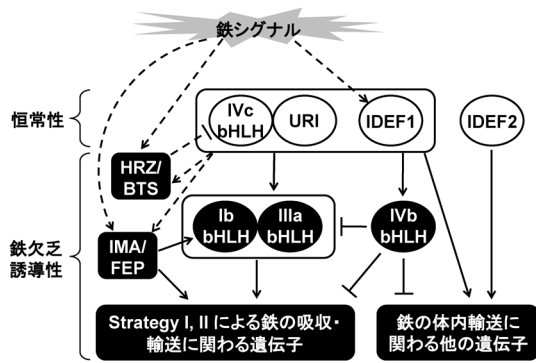 鉄シグナル
恒常性
IVc
bHLH
URI
IDEF1
IDEF2
HRZ/
BTS
鉄欠乏
誘導性
Ib
bHLH
IIIa
bHLH
IVb
bHLH
IMA/
FEP
Strategy I, II による鉄の吸収・
輸送に関わる遺伝子
鉄の体内輸送に
関わる他の遺伝子